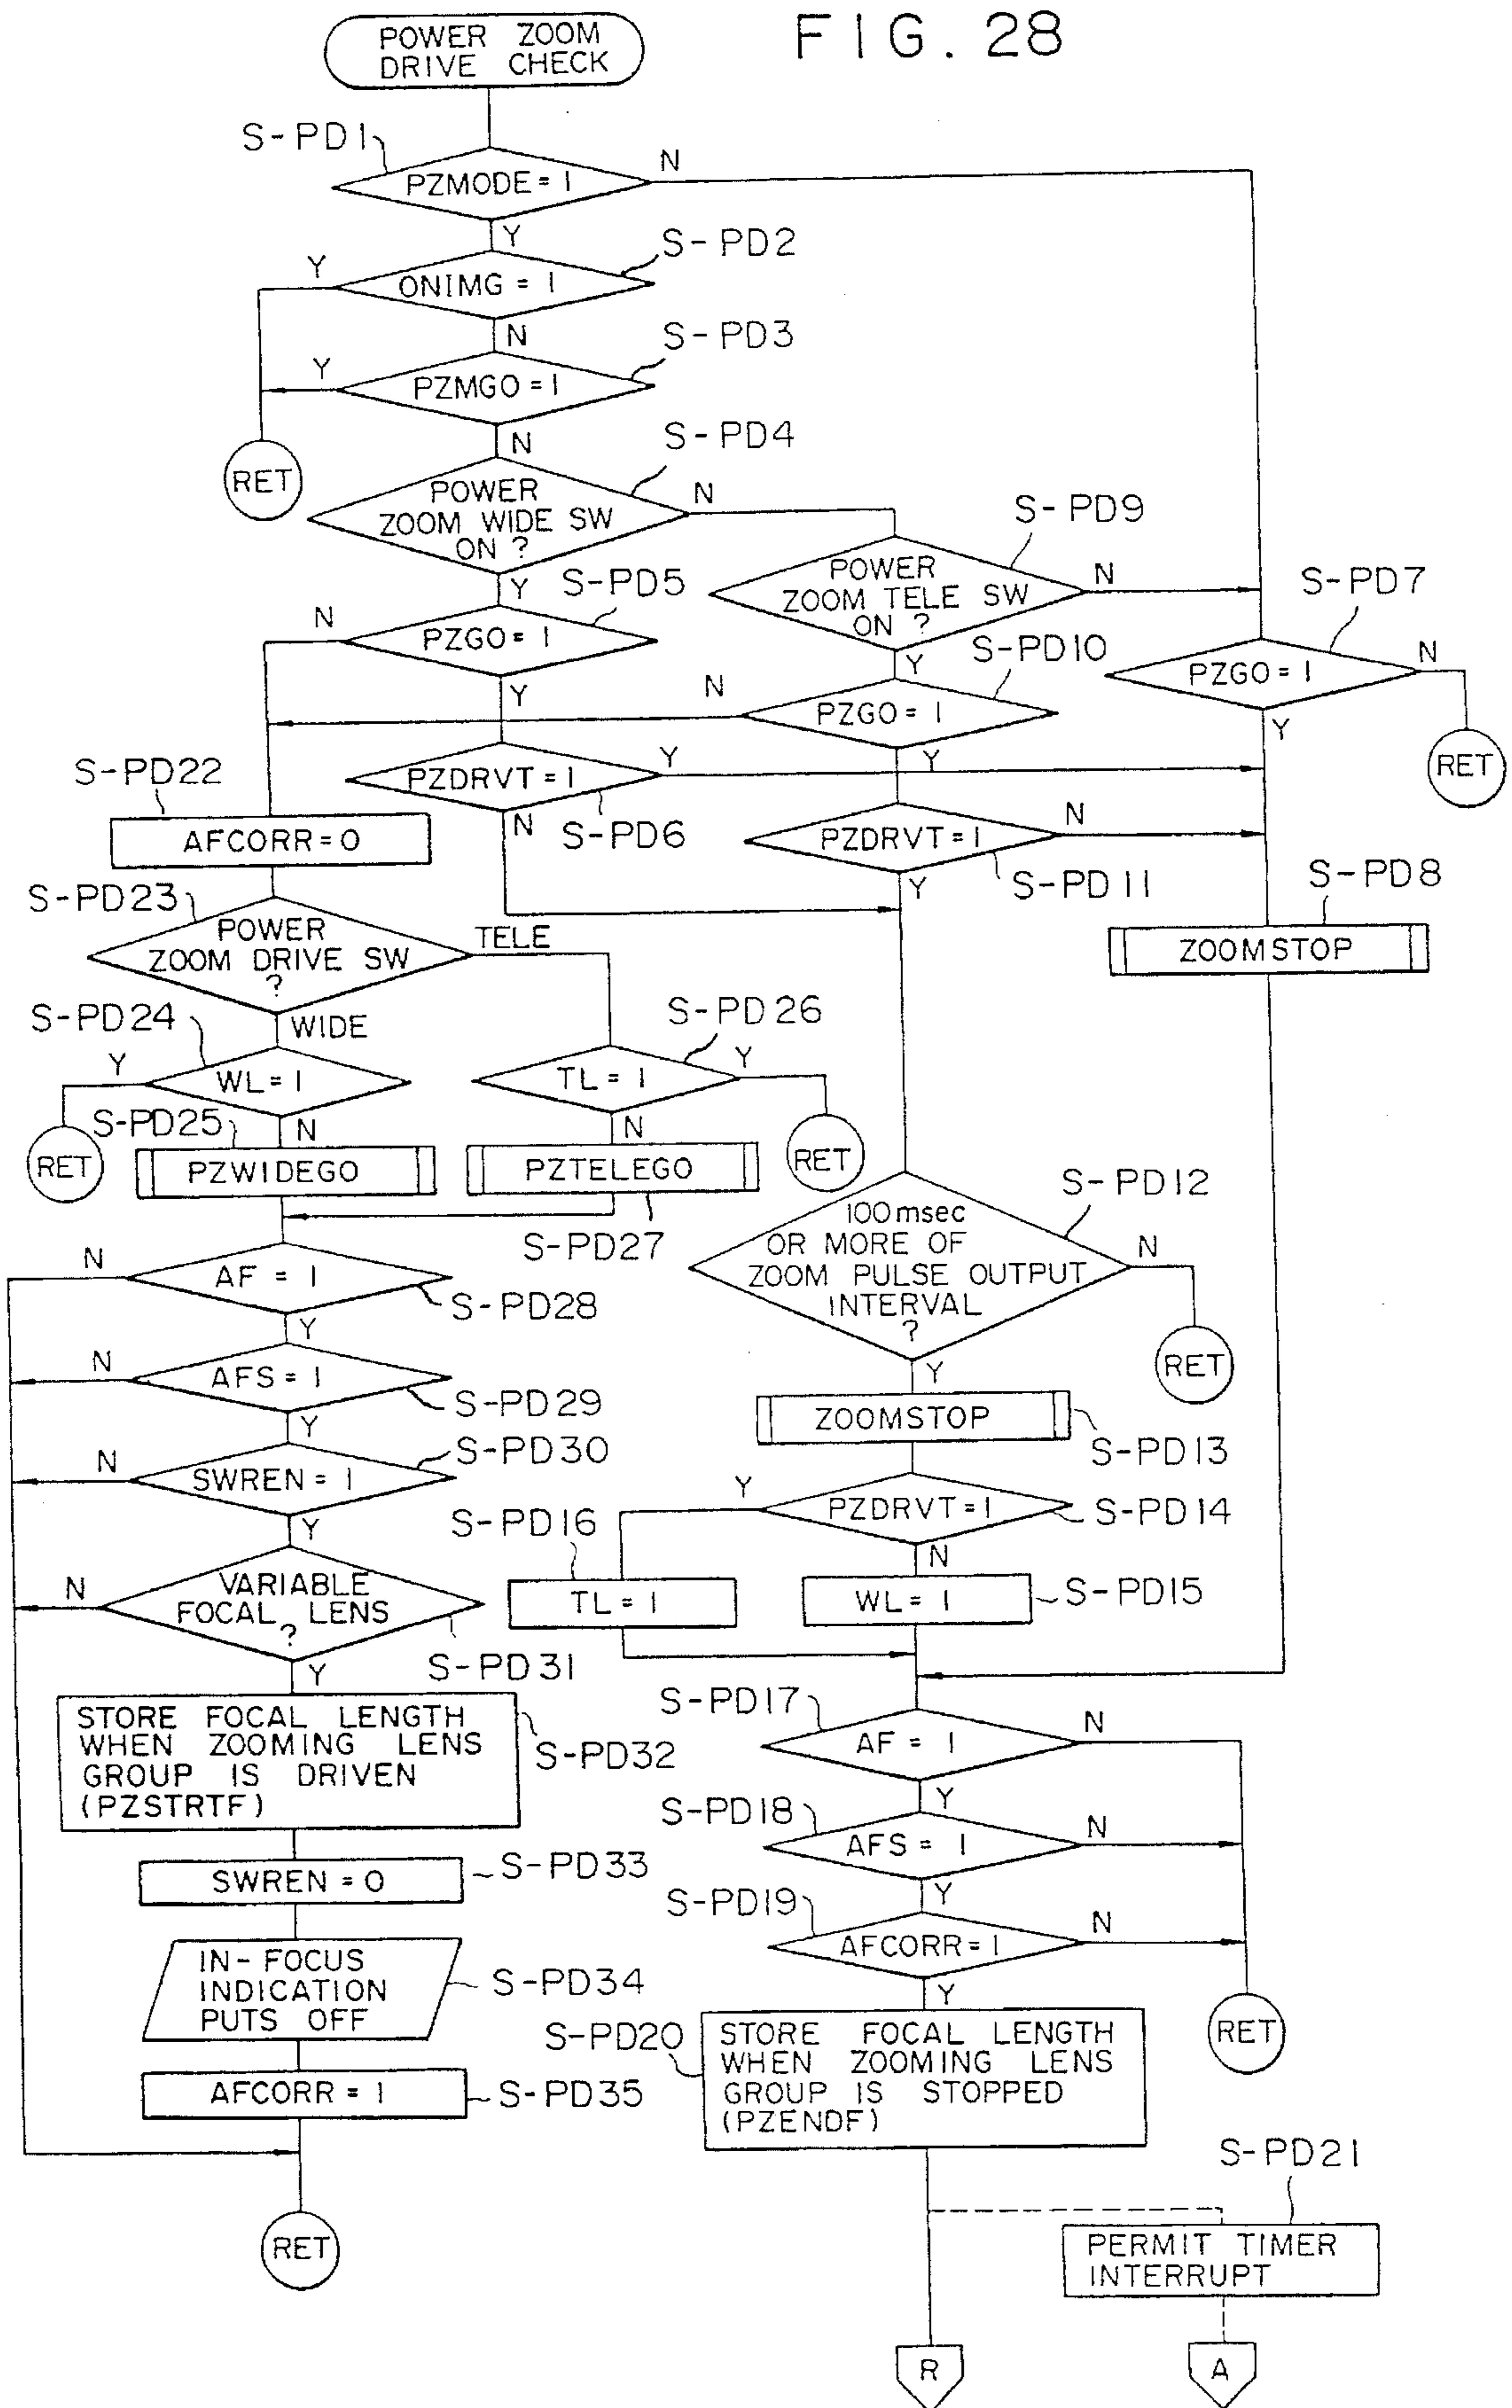 FIG. 28
POWER ZOOM
DRIVE CHECK
S-PD1
PZMODE = 1
N
Y
S-PD2
Y
ONIMG = 1
N
S-PD3
Y
PZMGO = 1
N
RET
S-PD4
POWER
ZOOM WIDE SW
ON ?
N
Y
S-PD9
POWER
ZOOM TELE SW
ON ?
N
Y
S-PD5
N
PZGO = 1
Y
S-PD7
PZGO = 1
N
Y
RET
S-PD10
N
PZGO = 1
Y
PZDRVT = 1
Y
N
S-PD6
PZDRVT = 1
N
Y
S-PD11
S-PD8
ZOOMSTOP
S-PD22
AFCORR = 0
S-PD23
POWER
ZOOM DRIVE SW
?
TELE
WIDE
S-PD24
Y
WL = 1
N
RET
S-PD26
TL = 1
Y
N
RET
S-PD25
PZWIDEGO
PZTELEGO
S-PD27
S-PD12
100 msec
OR MORE OF
ZOOM PULSE OUTPUT
INTERVAL
?
N
Y
RET
N
AF = 1
Y
S-PD28
N
AFS = 1
Y
S-PD29
ZOOMSTOP
S-PD13
N
SWREN = 1
Y
S-PD30
Y
PZDRVT = 1
N
S-PD14
S-PD16
TL = 1
WL = 1
S-PD15
N
VARIABLE
FOCAL LENS
?
Y
S-PD31
STORE FOCAL LENGTH
WHEN ZOOMING LENS
GROUP IS DRIVEN
(PZSTRTF)
S-PD32
S-PD17
AF = 1
N
Y
S-PD18
AFS = 1
N
Y
SWREN = 0
S-PD33
S-PD19
AFCORR = 1
N
Y
RET
IN-FOCUS
INDICATION
PUTS OFF
S-PD34
S-PD20
STORE FOCAL LENGTH
WHEN ZOOMING LENS
GROUP IS STOPPED
(PZENDF)
AFCORR = 1
S-PD35
RET
S-PD21
PERMIT TIMER
INTERRUPT
R
A